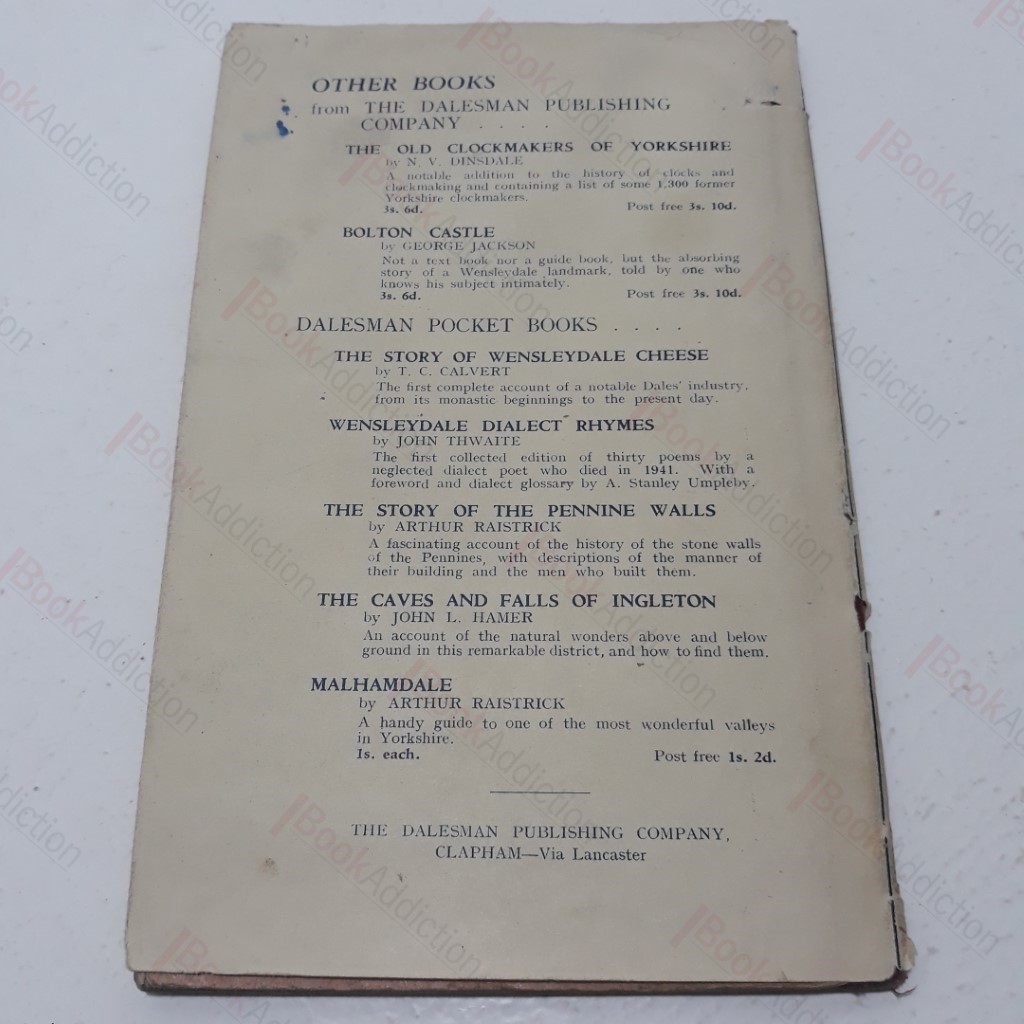 OTHER BOOKS
from THE DALESMAN PUBLISHING
COMPANY . . . .
THE OLD CLOCKMAKERS OF YORKSHIRE
by N. V. DINSDALE
A notable addition to the history of clocks and
clockmaking and containing a list of some 1,300 former
Yorkshire clockmakers.
3s. 6d. Post free 3s. 10d.
BOLTON CASTLE
by GEORGE JACKSON
Not a text book nor a guide book, but the absorbing
story of a Wensleydale landmark, told by one who
knows his subject intimately.
3s. 6d. Post free 3s. 10d.
DALESMAN POCKET BOOKS . . . .
THE STORY OF WENSLEYDALE CHEESE
by T. C. CALVERT
The first complete account of a notable Dales' industry,
from its monastic beginnings to the present day.
WENSLEYDALE DIALECT RHYMES
by JOHN THWAITE
The first collected edition of thirty poems by a
neglected dialect poet who died in 1941. With a
foreword and dialect glossary by A. Stanley Umpleby.
THE STORY OF THE PENNINE WALLS
by ARTHUR RAISTRICK
A fascinating account of the history of the stone walls
of the Pennines, with descriptions of the manner of
their building and the men who built them.
THE CAVES AND FALLS OF INGLETON
by JOHN L. HAMER
An account of the natural wonders above and below
ground in this remarkable district, and how to find them.
MALHAMDALE
by ARTHUR RAISTRICK
A handy guide to one of the most wonderful valleys
in Yorkshire.
1s. each. Post free 1s. 2d.
THE DALESMAN PUBLISHING COMPANY,
CLAPHAM—Via Lancaster
BookAddiction